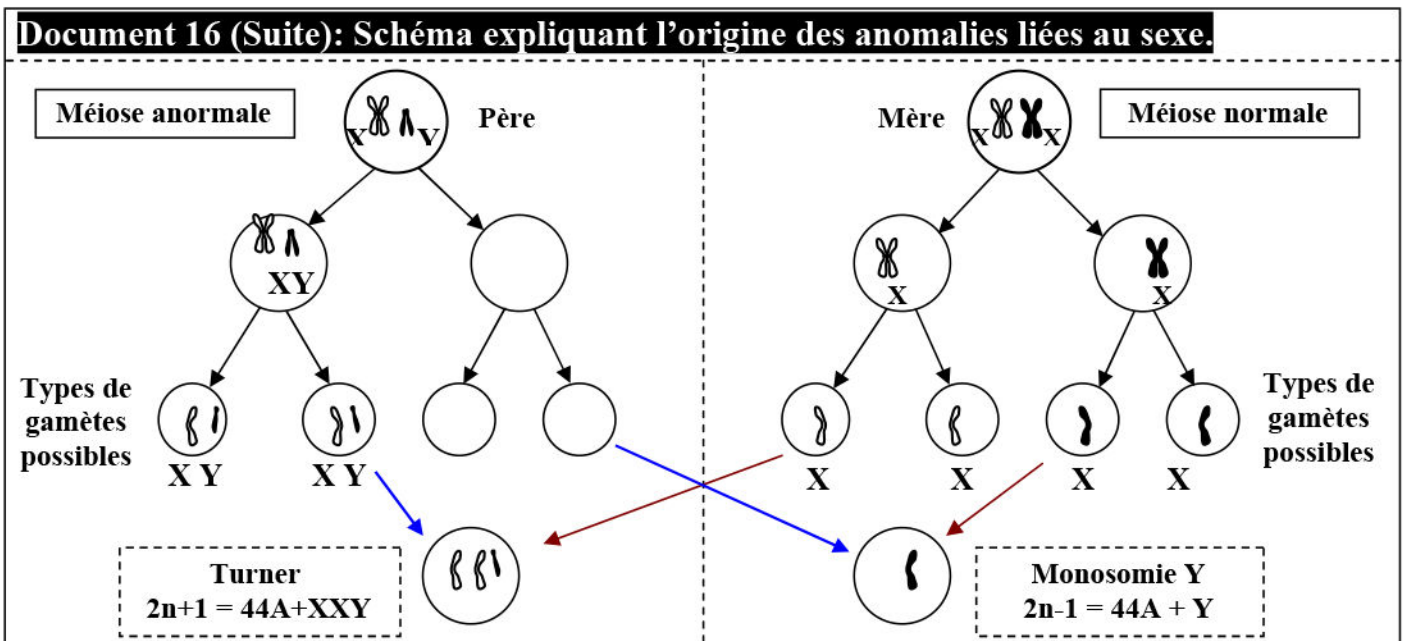 Document 16 (Suite): Schéma expliquant l'origine des anomalies liées au sexe.
Méiose anormale
X Y
Père
Mère
X X
Méiose normale
XY
X
X
Types de
gamètes
possibles
X Y
X Y
X
X
X
X
Types de
gamètes
possibles
Turner
2n+1 = 44A+XXY
Monosomie Y
2n-1 = 44A + Y